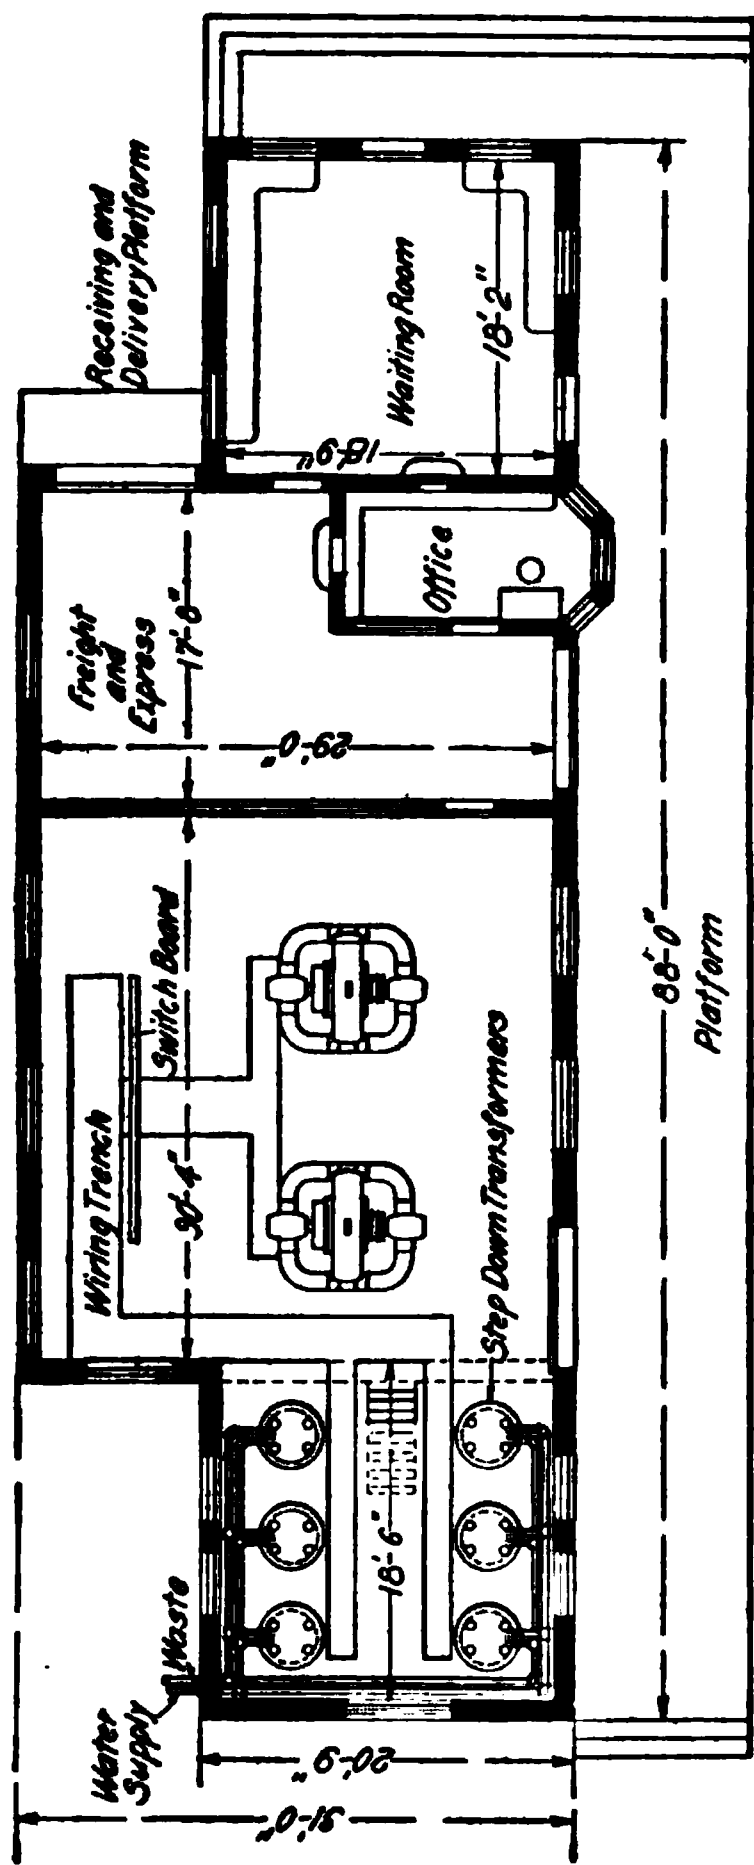 Water
Supply
Waste
Receiving and
Delivery Platform
Wiring Trench
Switch Board
30'-4"
Freight
and
Express
17'-8"
29'-0"
31'-0"
20'-9"
18'-6"
Step Down Transformers
Office
18'-9"
Waiting Room
18'-2"
88'-0"
Platform